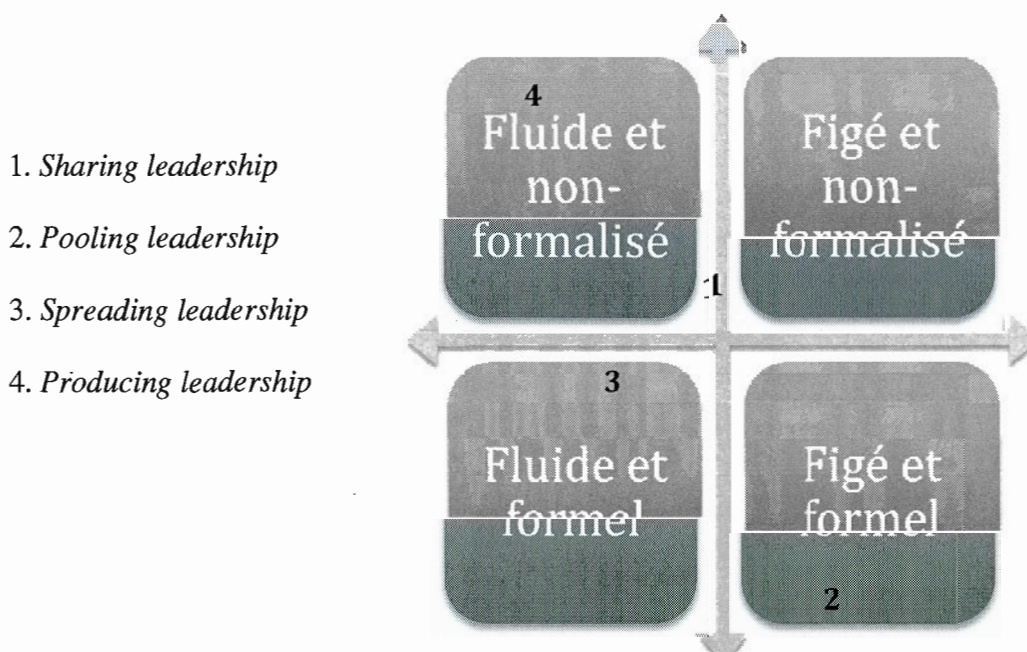 1. Sharing leadership
2. Pooling leadership
3. Spreading leadership
4. Producing leadership
4
Fluide et
non-
formalisé
Figé et
non-
formalisé
1
3
Fluide et
formel
Figé et
formel
2